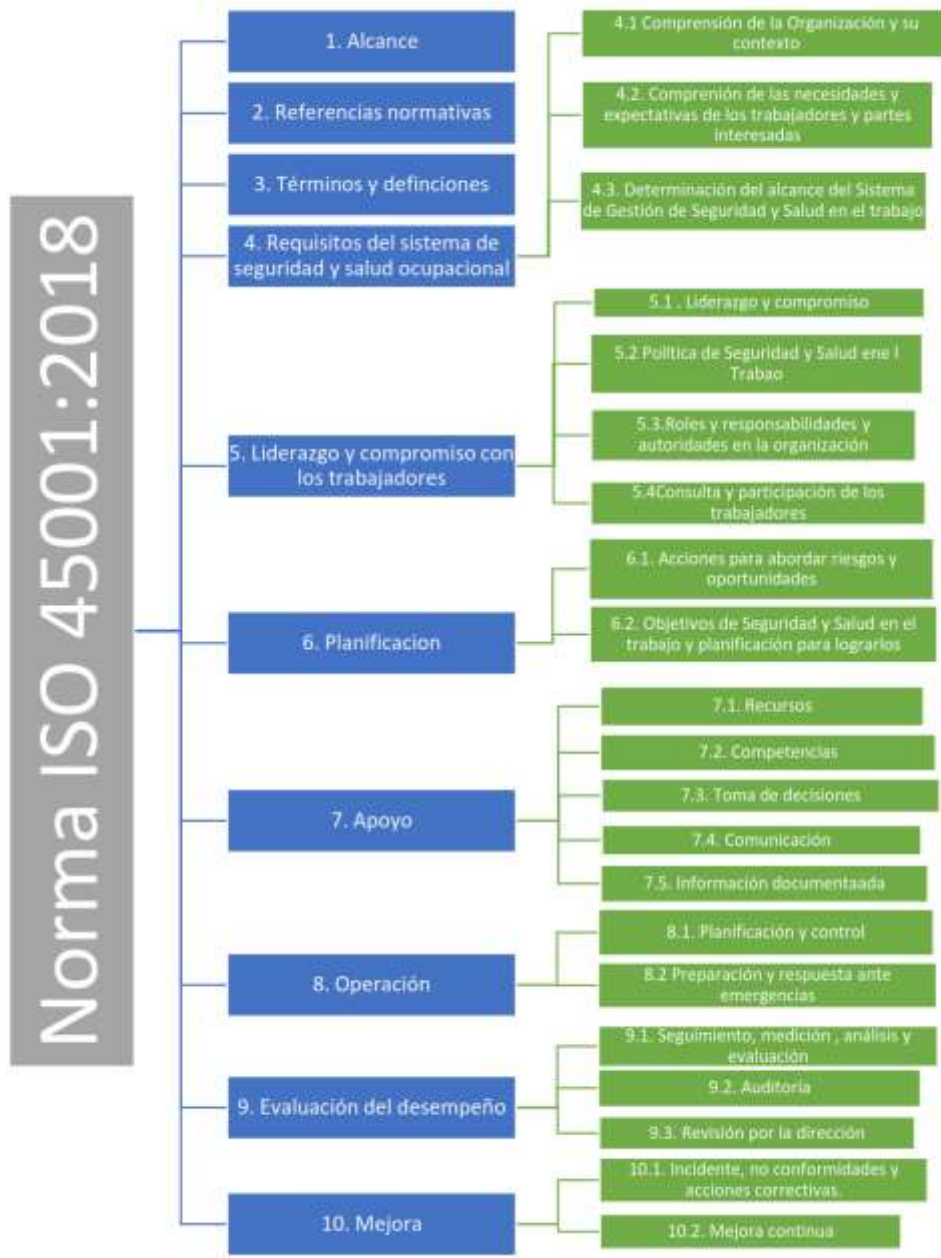 Norma ISO 45001:2018
1. Alcance
2. Referencias normativas
3. Términos y definciones
4. Requisitos del sistema de
seguridad y salud ocupacional
4.1 Comprensión de la Organización y su
contexto
4.2. Comprenión de las necesidades y
expectativas de los trabajadores y partes
interesadas
4.3. Determinación del alcance del Sistema
de Gestión de Seguridad y Salud en el trabajo
5. Liderazgo y compromiso con
los trabajadores
5.1 . Liderazgo y compromiso
5.2 Política de Seguridad y Salud ene l
Trabao
5.3.Roles y responsabilidades y
autoridades en la organización
5.4Consulta y participación de los
trabajadores
6. Planificacion
6.1. Acciones para abordar riesgos y
oportunidades
6.2. Objetivos de Seguridad y Salud en el
trabajo y planificación para lograrlos
7. Apoyo
7.1. Recursos
7.2. Competencias
7.3. Toma de decisiones
7.4. Comunicación
7.5. Información documentaada
8. Operación
8.1. Planificación y control
8.2 Preparación y respuesta ante
emergencias
9. Evaluación del desempeño
9.1. Seguimiento, medición , análisis y
evaluación
9.2. Auditoria
9.3. Revisión por la dirección
10. Mejora
10.1. Incidente, no conformidades y
acciones correctivas.
10.2. Mejora continua